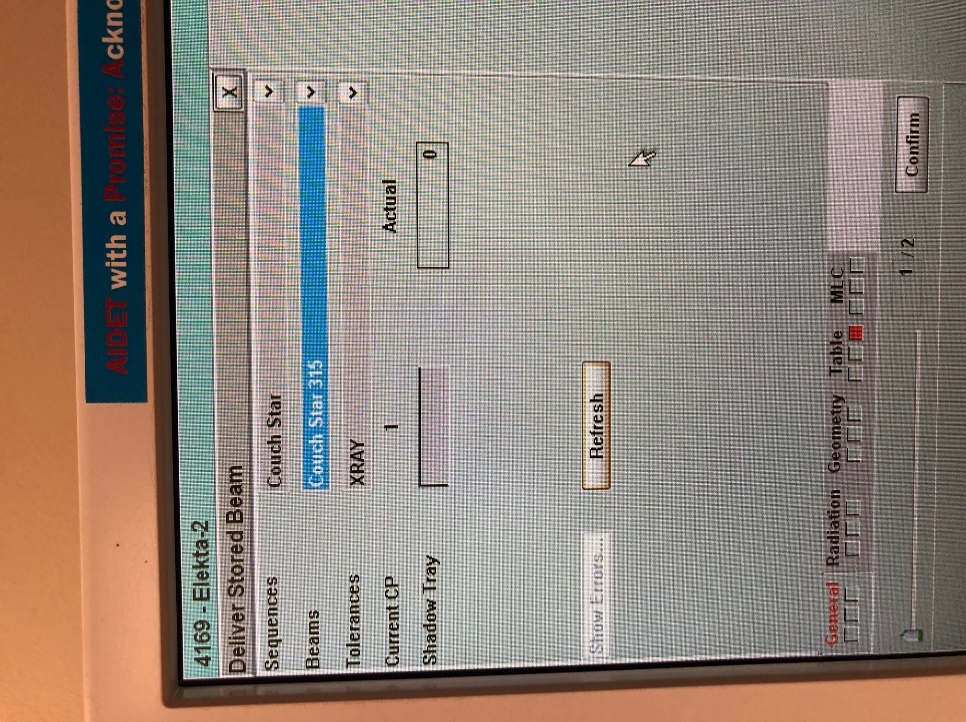 AIDET with a Promise: Ackno
4169 - Elekta-2
Deliver Stored Beam X
Sequences Couch Star
Beams Couch Star 315
Tolerances XRAY
Current CP 1 Actual
Shadow Tray 0
Show Errors... Refresh
General Radiation Geometry Table MLC
1 / 2 Confirm